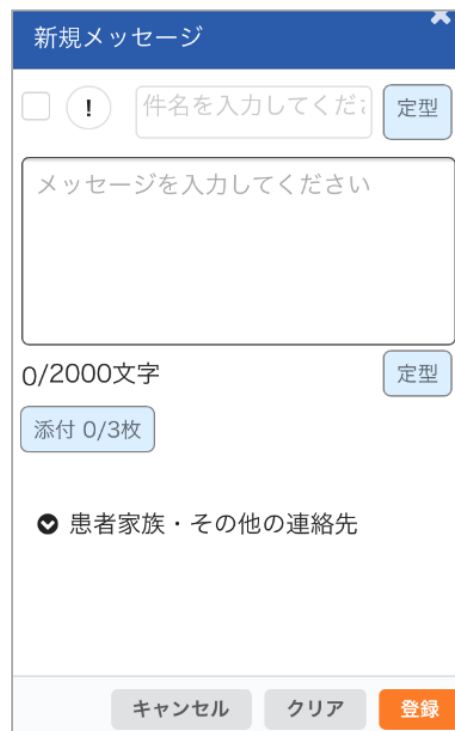 新規メッセージ
! 件名を入力してくだ 定型
メッセージを入力してください
0/2000文字 定型
添付 0/3枚
患者家族・その他の連絡先
キャンセル クリア 登録